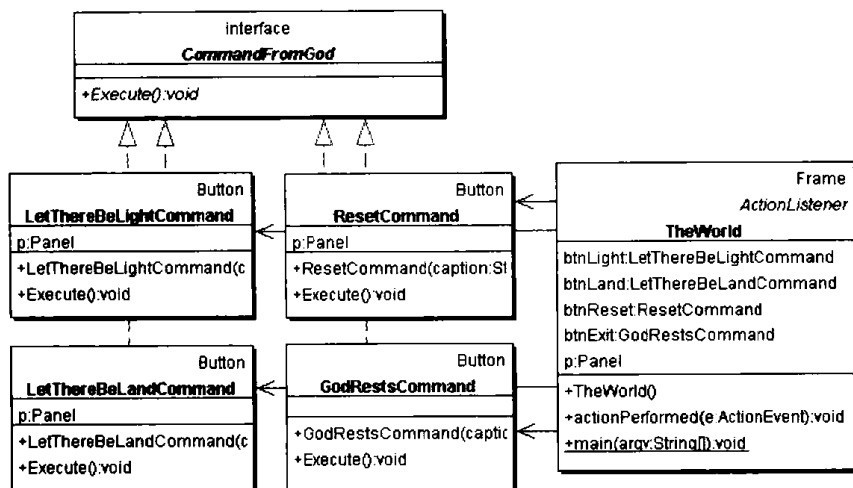 interface
CommandFromGod
+Execute():void
Button
LetThereBeLightCommand
p:Panel
+LetThereBeLightCommand(c
+Execute():void
Button
ResetCommand
p:Panel
+ResetCommand(caption:St
+Execute():void
Frame
ActionListener
TheWorld
btnLight:LetThereBeLightCommand
btnLand:LetThereBeLandCommand
btnReset:ResetCommand
btnExit:GodRestsCommand
p:Panel
+TheWorld()
+actionPerformed(e:ActionEvent):void
+main(argv:String[]):void
Button
LetThereBeLandCommand
p:Panel
+LetThereBeLandCommand(c
+Execute():void
Button
GodRestsCommand
+GodRestsCommand(captic
+Execute():void